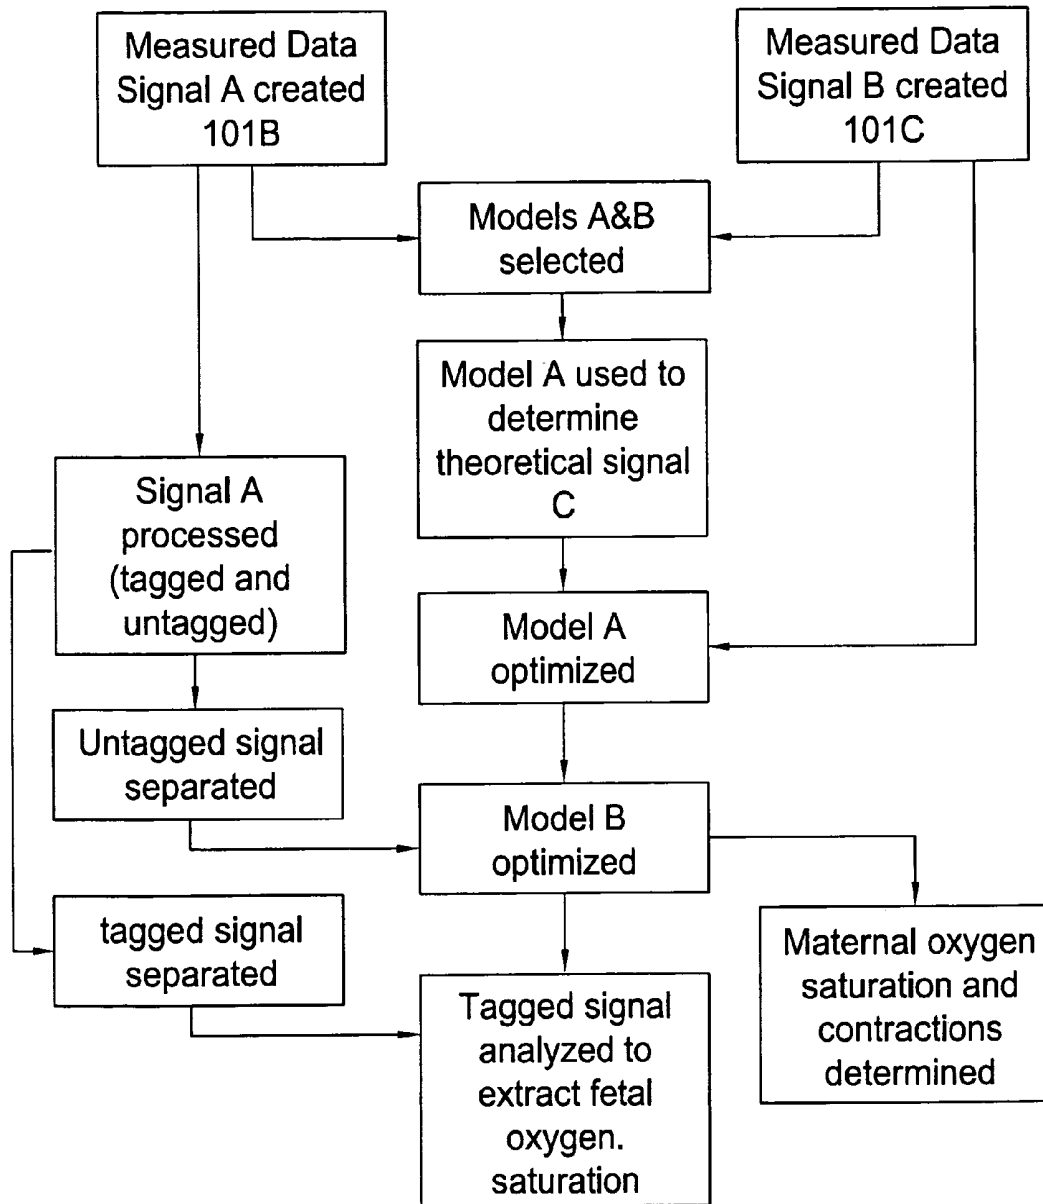 Measured Data
Signal A created
101B
Measured Data
Signal B created
101C
Models A&B
selected
Model A used to
determine
theoretical signal
C
Signal A
processed
(tagged and
untagged)
Model A
optimized
Untagged signal
separated
Model B
optimized
tagged signal
separated
Maternal oxygen
saturation and
contractions
determined
Tagged signal
analyzed to
extract fetal
oxygen.
saturation